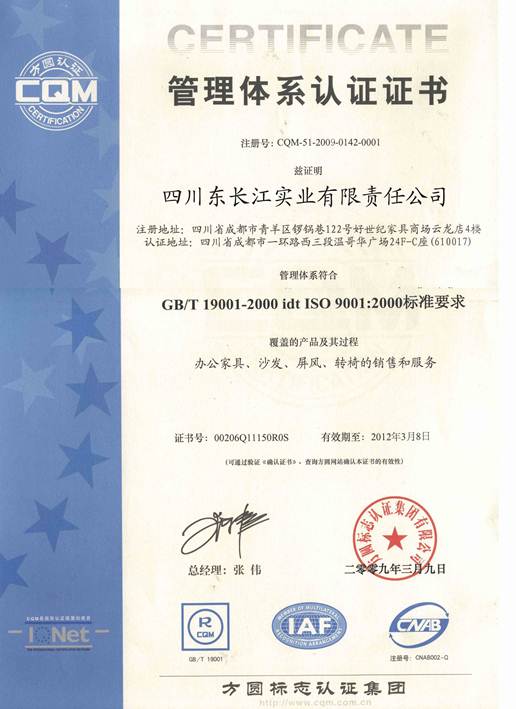 CERTIFICATE
方圆认证
CQM
CERTIFICATION
管理体系认证证书
注册号：CQM-51-2009-0142-0001
兹证明
四川东长江实业有限责任公司
注册地址：四川省成都市青羊区锣锅巷122号好世纪家具商场云龙店4楼
认证地址：四川省成都市一环路西三段温哥华广场24F-C座(610017)
管理体系符合
GB/T 19001-2000 idt ISO 9001:2000标准要求
覆盖的产品及其过程
办公家具、沙发、屏风、转椅的销售和服务
证书号：00206Q11150R0S 有效期至：2012年3月8日
(可通过验证《确认证书》，查询方圆网站确认本证书的有效性)
方圆标志认证集团有限公司
总经理：张 伟
二〇〇九年三月九日
IQNet
R
CQM
GB/T 19001
MEMBER OF MULTILATERAL
IAF
RECOGNITION ARRANGEMENT
CNAB
注册号：CNAB002-Q
方圆标志认证集团
http://www.cqm.com.cn